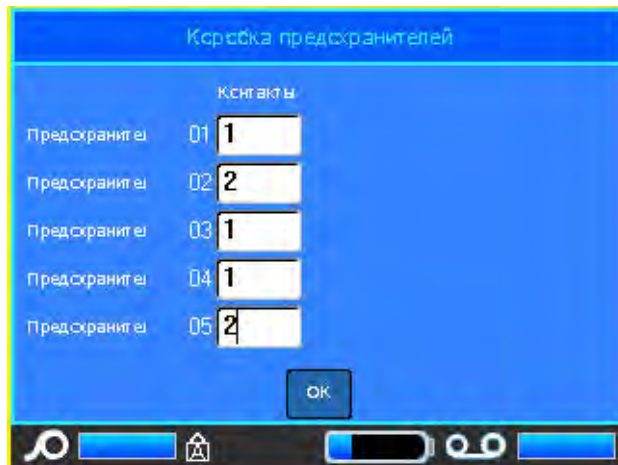 Коробка предохранителей
Контакты
Предохранител 01 1
Предохранител 02 2
Предохранител 03 1
Предохранител 04 1
Предохранител 05 2
OK